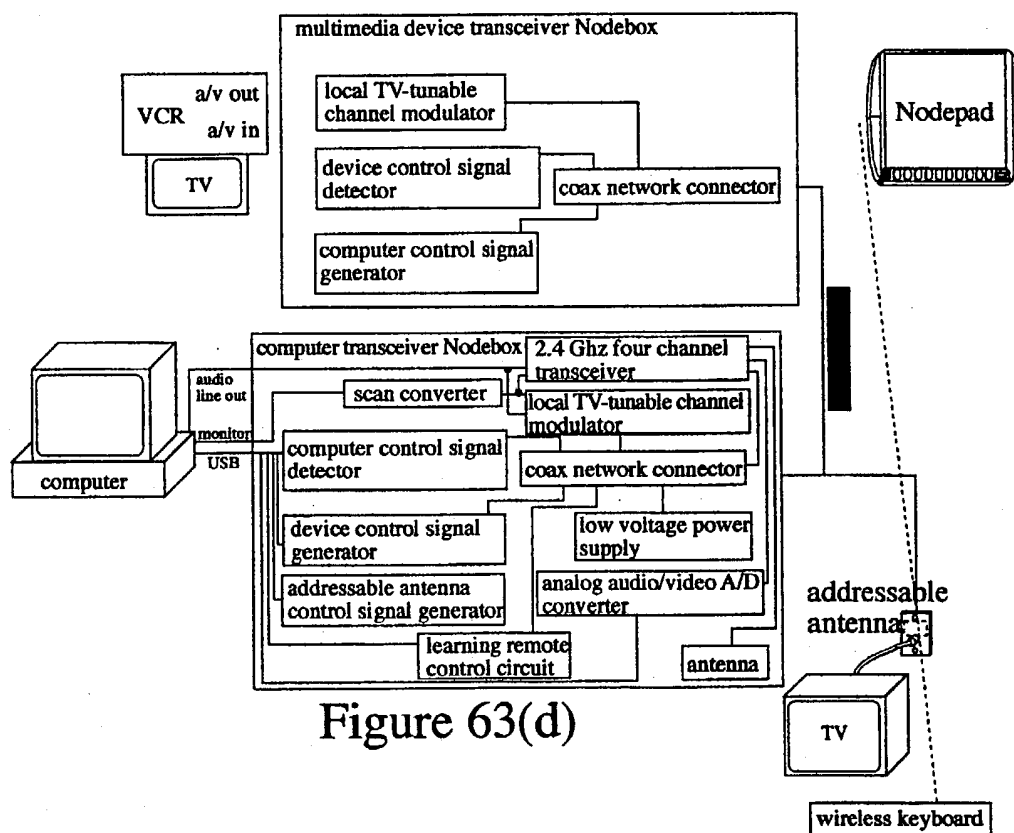 multimedia device transceiver Nodebox
a/v out
VCR
a/v in
TV
local TV-tunable
channel modulator
device control signal
detector
coax network connector
computer control signal
generator
Nodepad
computer transceiver Nodebox
2.4 Ghz four channel
transceiver
audio
line out
scan converter
local TV-tunable channel
modulator
monitor
USB
computer
computer control signal
detector
coax network connector
device control signal
generator
low voltage power
supply
addressable antenna
control signal generator
analog audio/video A/D
converter
learning remote
control circuit
antenna
addressable
antenna
TV
wireless keyboard
Figure 63(d)